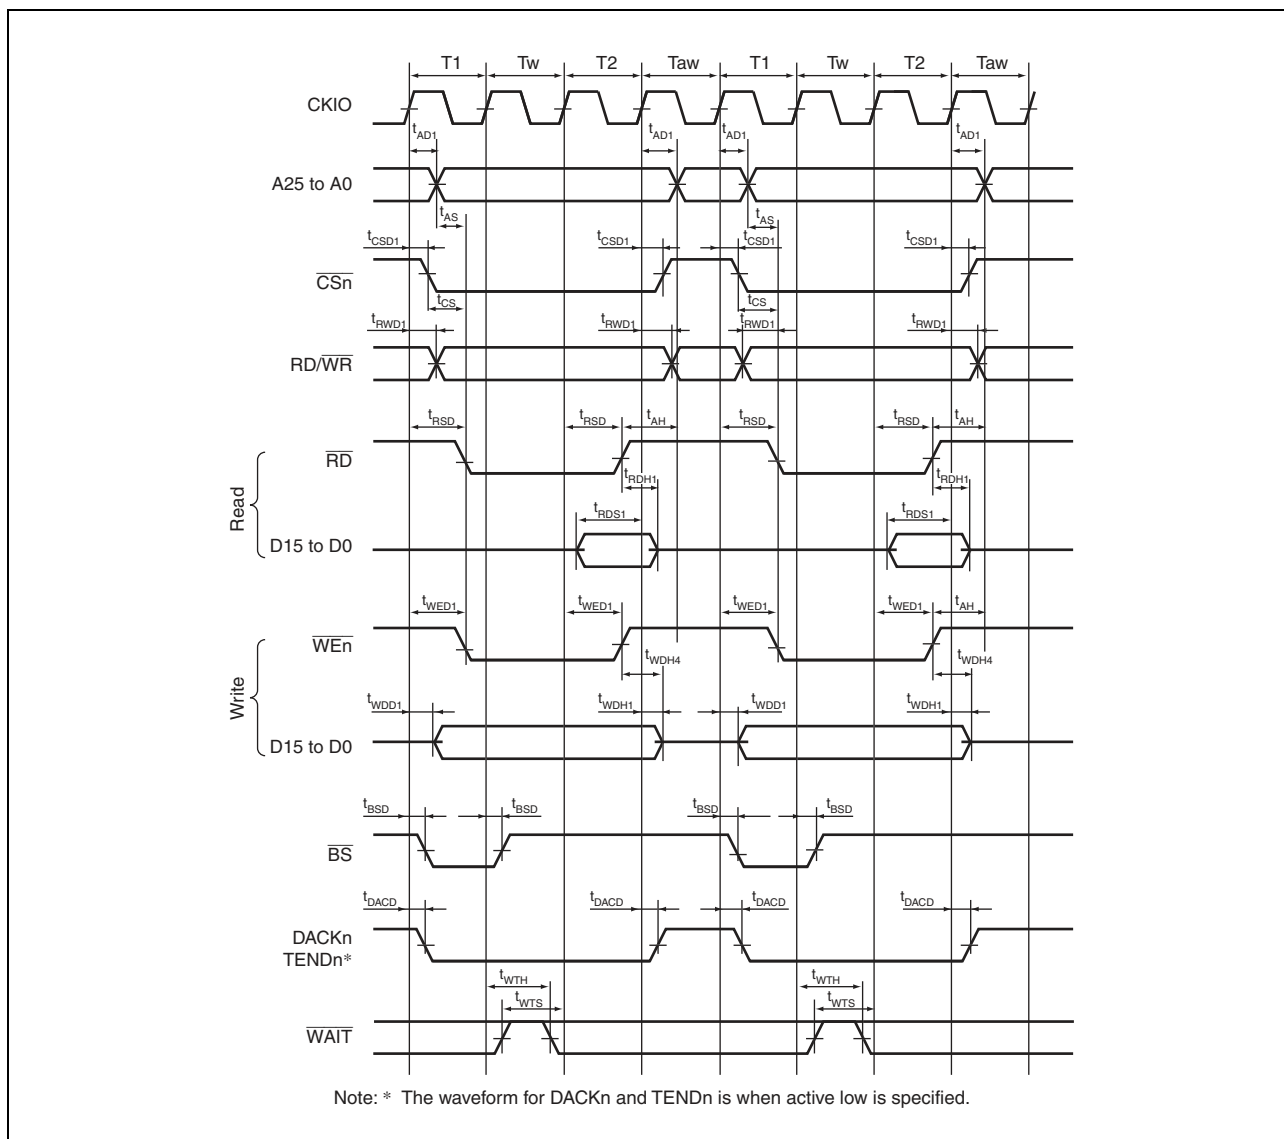 T1 Tw T2 Taw T1 Tw T2 Taw
CKIO
tAD1 tAD1 tAD1 tAD1
A25 to A0
tAS tAS
tCSD1 tCSD1 tCSD1 tCSD1
CSn
tCS tCS
tRWD1 tRWD1 tRWD1 tRWD1
RD/WR
tRSD tRSD tAH tRSD tRSD tAH
RD
tRDH1 tRDH1
Read
tRDS1 tRDS1
D15 to D0
tWED1 tWED1 tWED1 tWED1 tAH
WEn
tWDH4 tWDH4
Write
tWDD1 tWDH1 tWDD1 tWDH1
D15 to D0
tBSD tBSD tBSD tBSD
BS
tDACD tDACD tDACD tDACD
DACKn
TENDn*
tWTH tWTH
tWTS tWTS
WAIT
Note: * The waveform for DACKn and TENDn is when active low is specified.